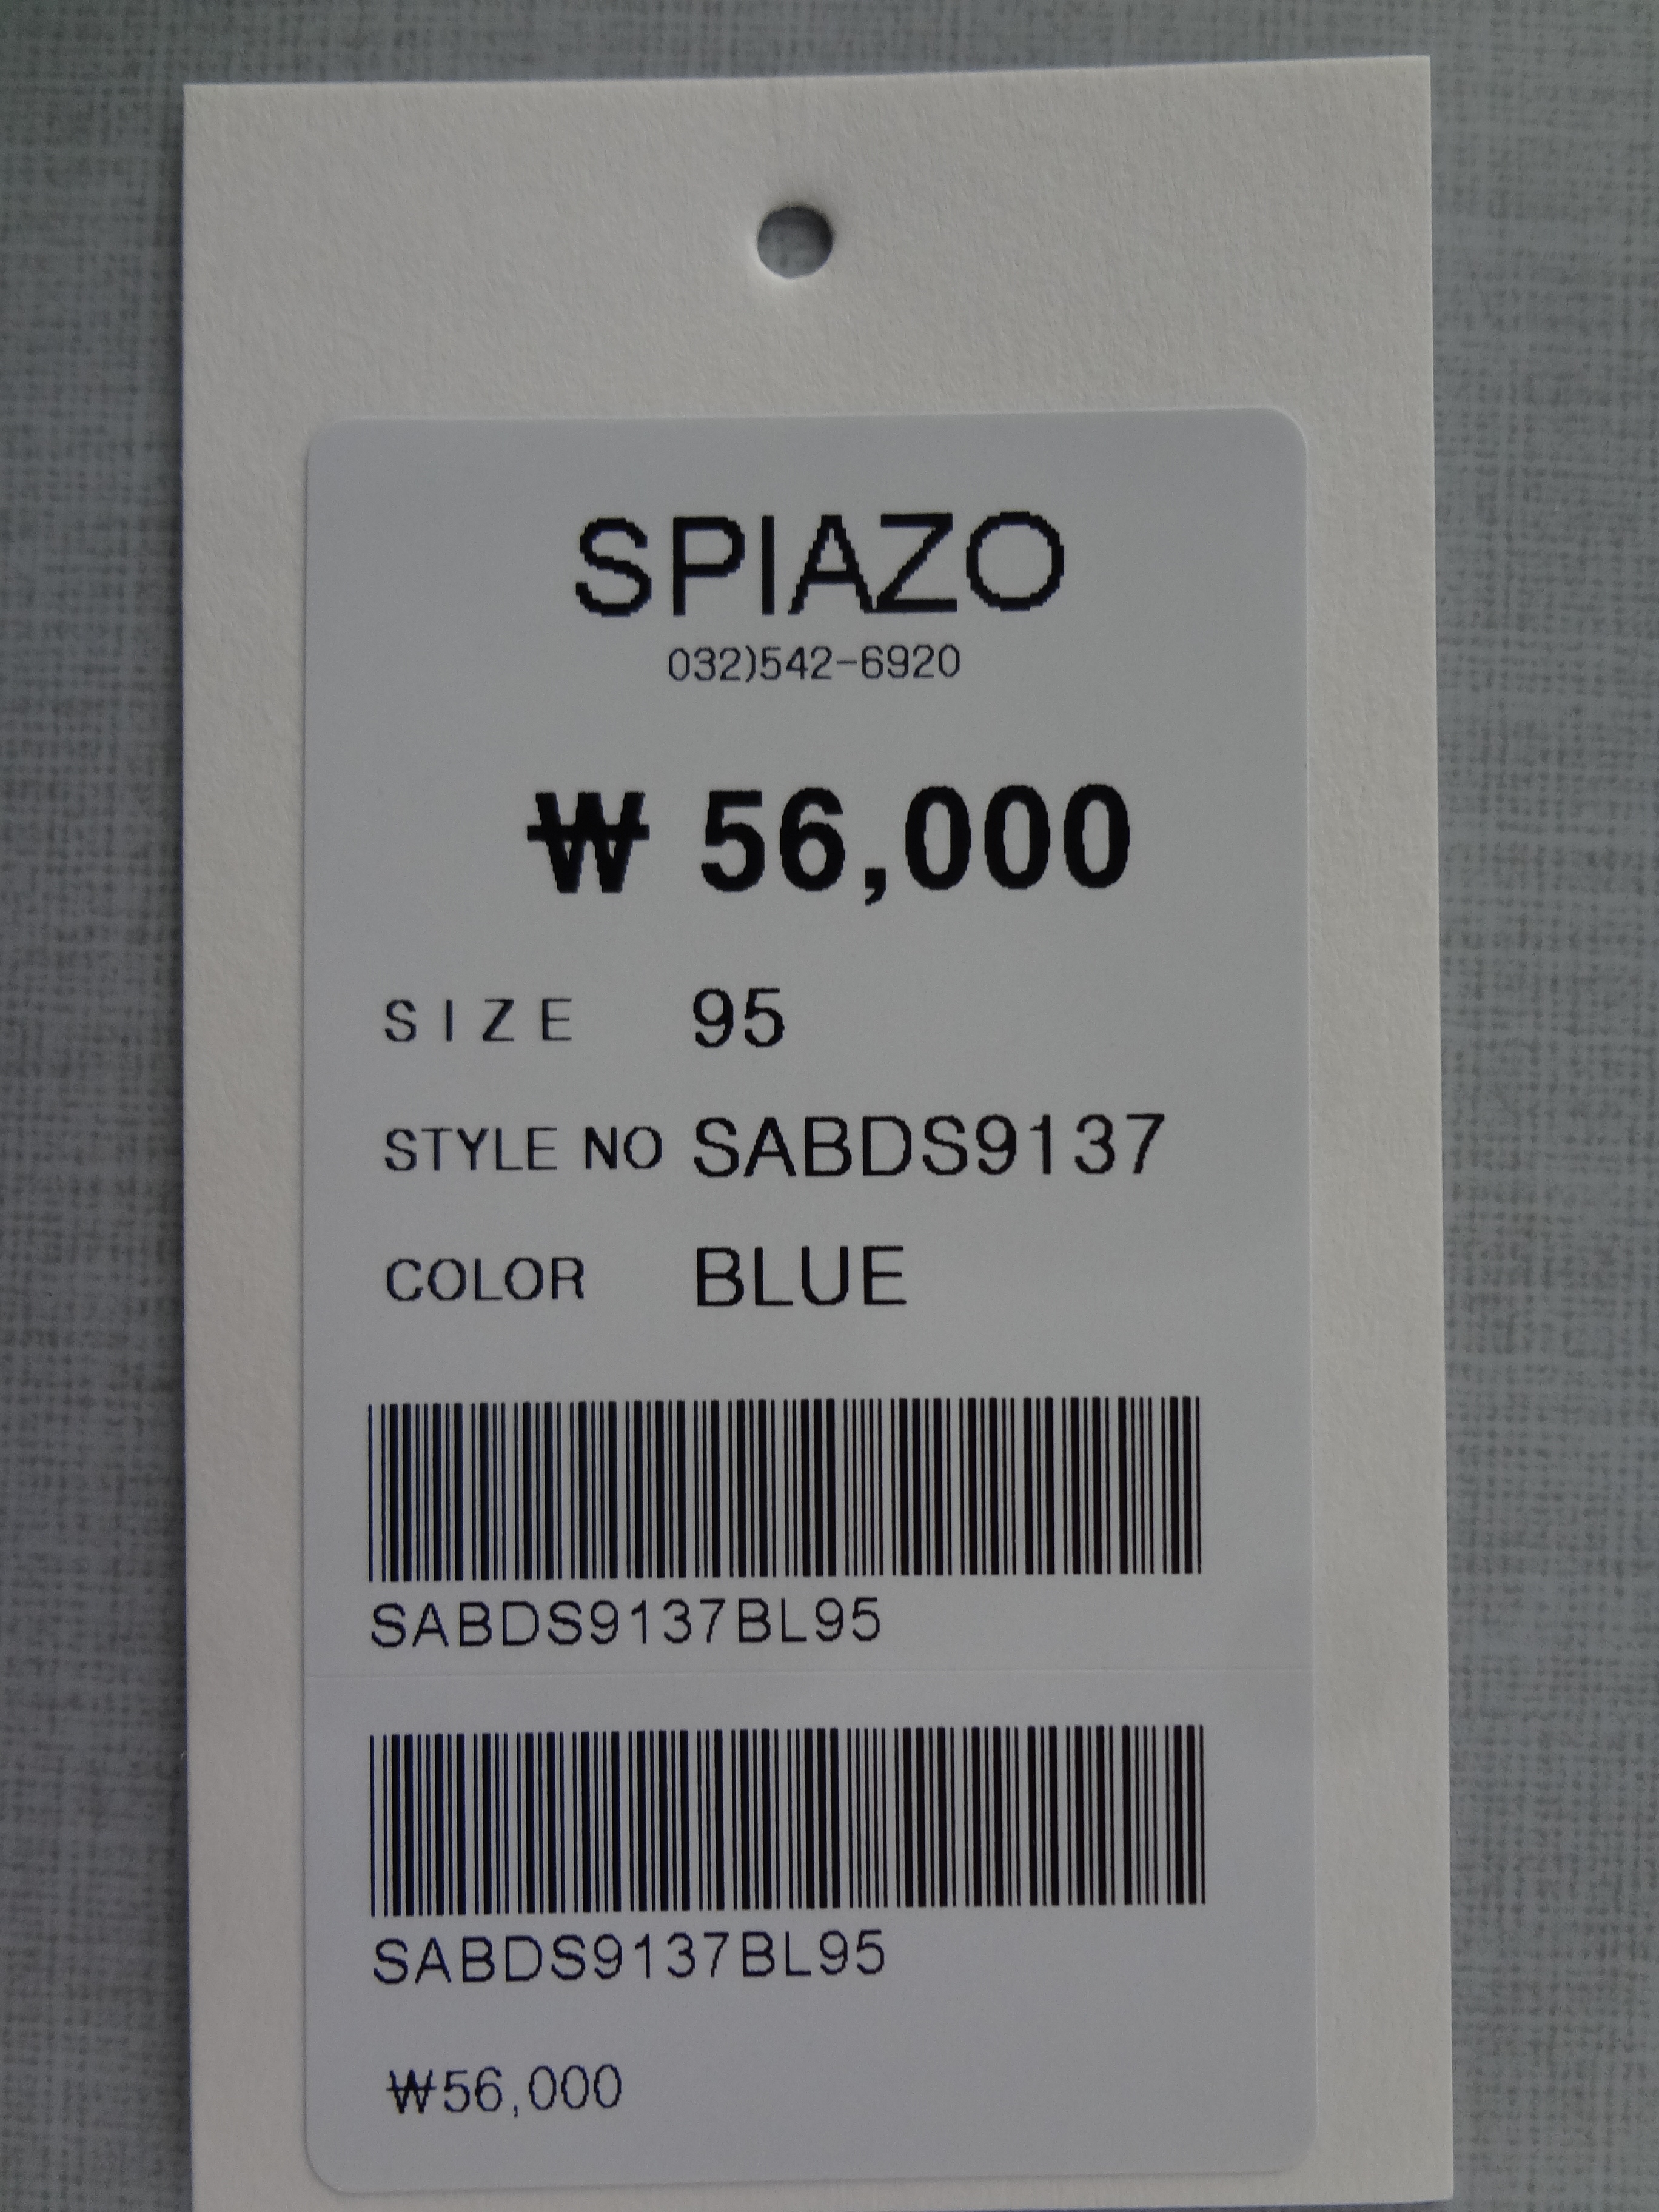 SPIAZO
032)542-6920
₩ 56,000
SIZE 95
STYLE NO SABDS9137
COLOR BLUE
SABDS9137BL95
SABDS9137BL95
₩56,000